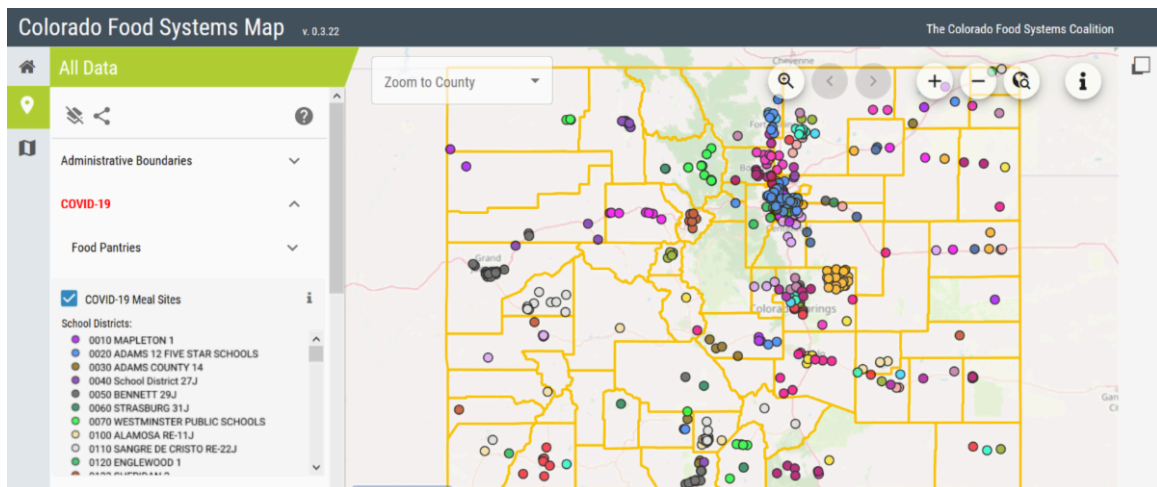 Colorado Food Systems Map v. 0.3.22
The Colorado Food Systems Coalition
All Data
Zoom to County
Administrative Boundaries
COVID-19
Food Pantries
COVID-19 Meal Sites
School Districts:
0010 MAPLETON 1
0020 ADAMS 12 FIVE STAR SCHOOLS
0030 ADAMS COUNTY 14
0040 School District 27J
0050 BENNETT 29J
0060 STRASBURG 31J
0070 WESTMINSTER PUBLIC SCHOOLS
0100 ALAMOSA RE-11J
0110 SANGRE DE CRISTO RE-22J
0120 ENGLEWOOD 1
Cheyenne
Grand